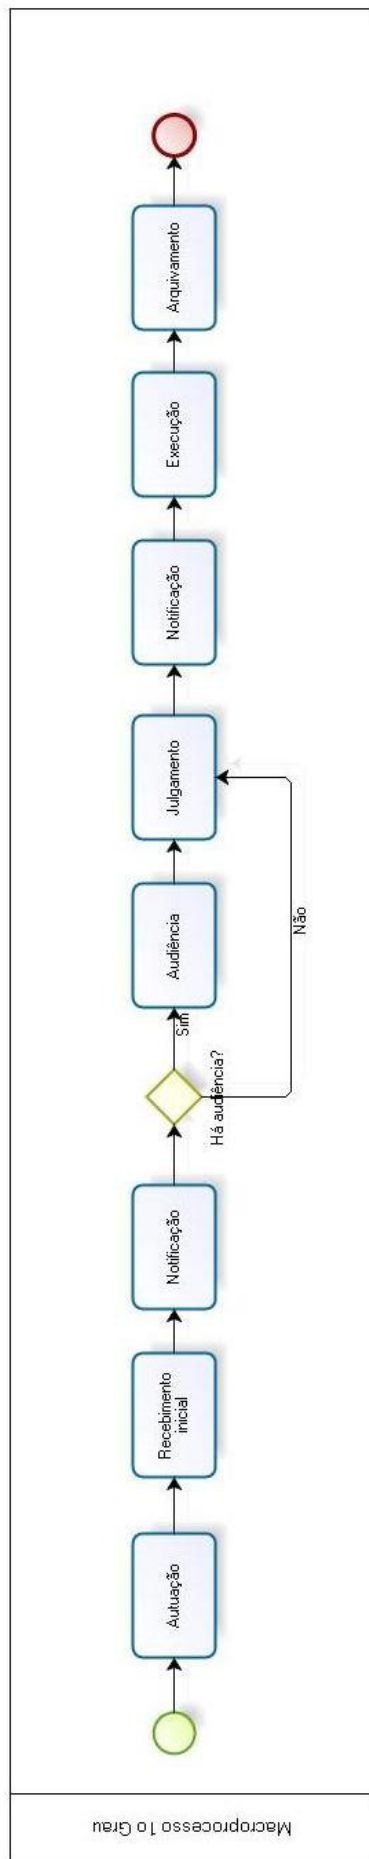 Macroprocesso 1o Grau
Autuação
Recebimento
inicial
Notificação
Há audiência?
Sim
Não
Audiência
Julgamento
Notificação
Execução
Arquivamento